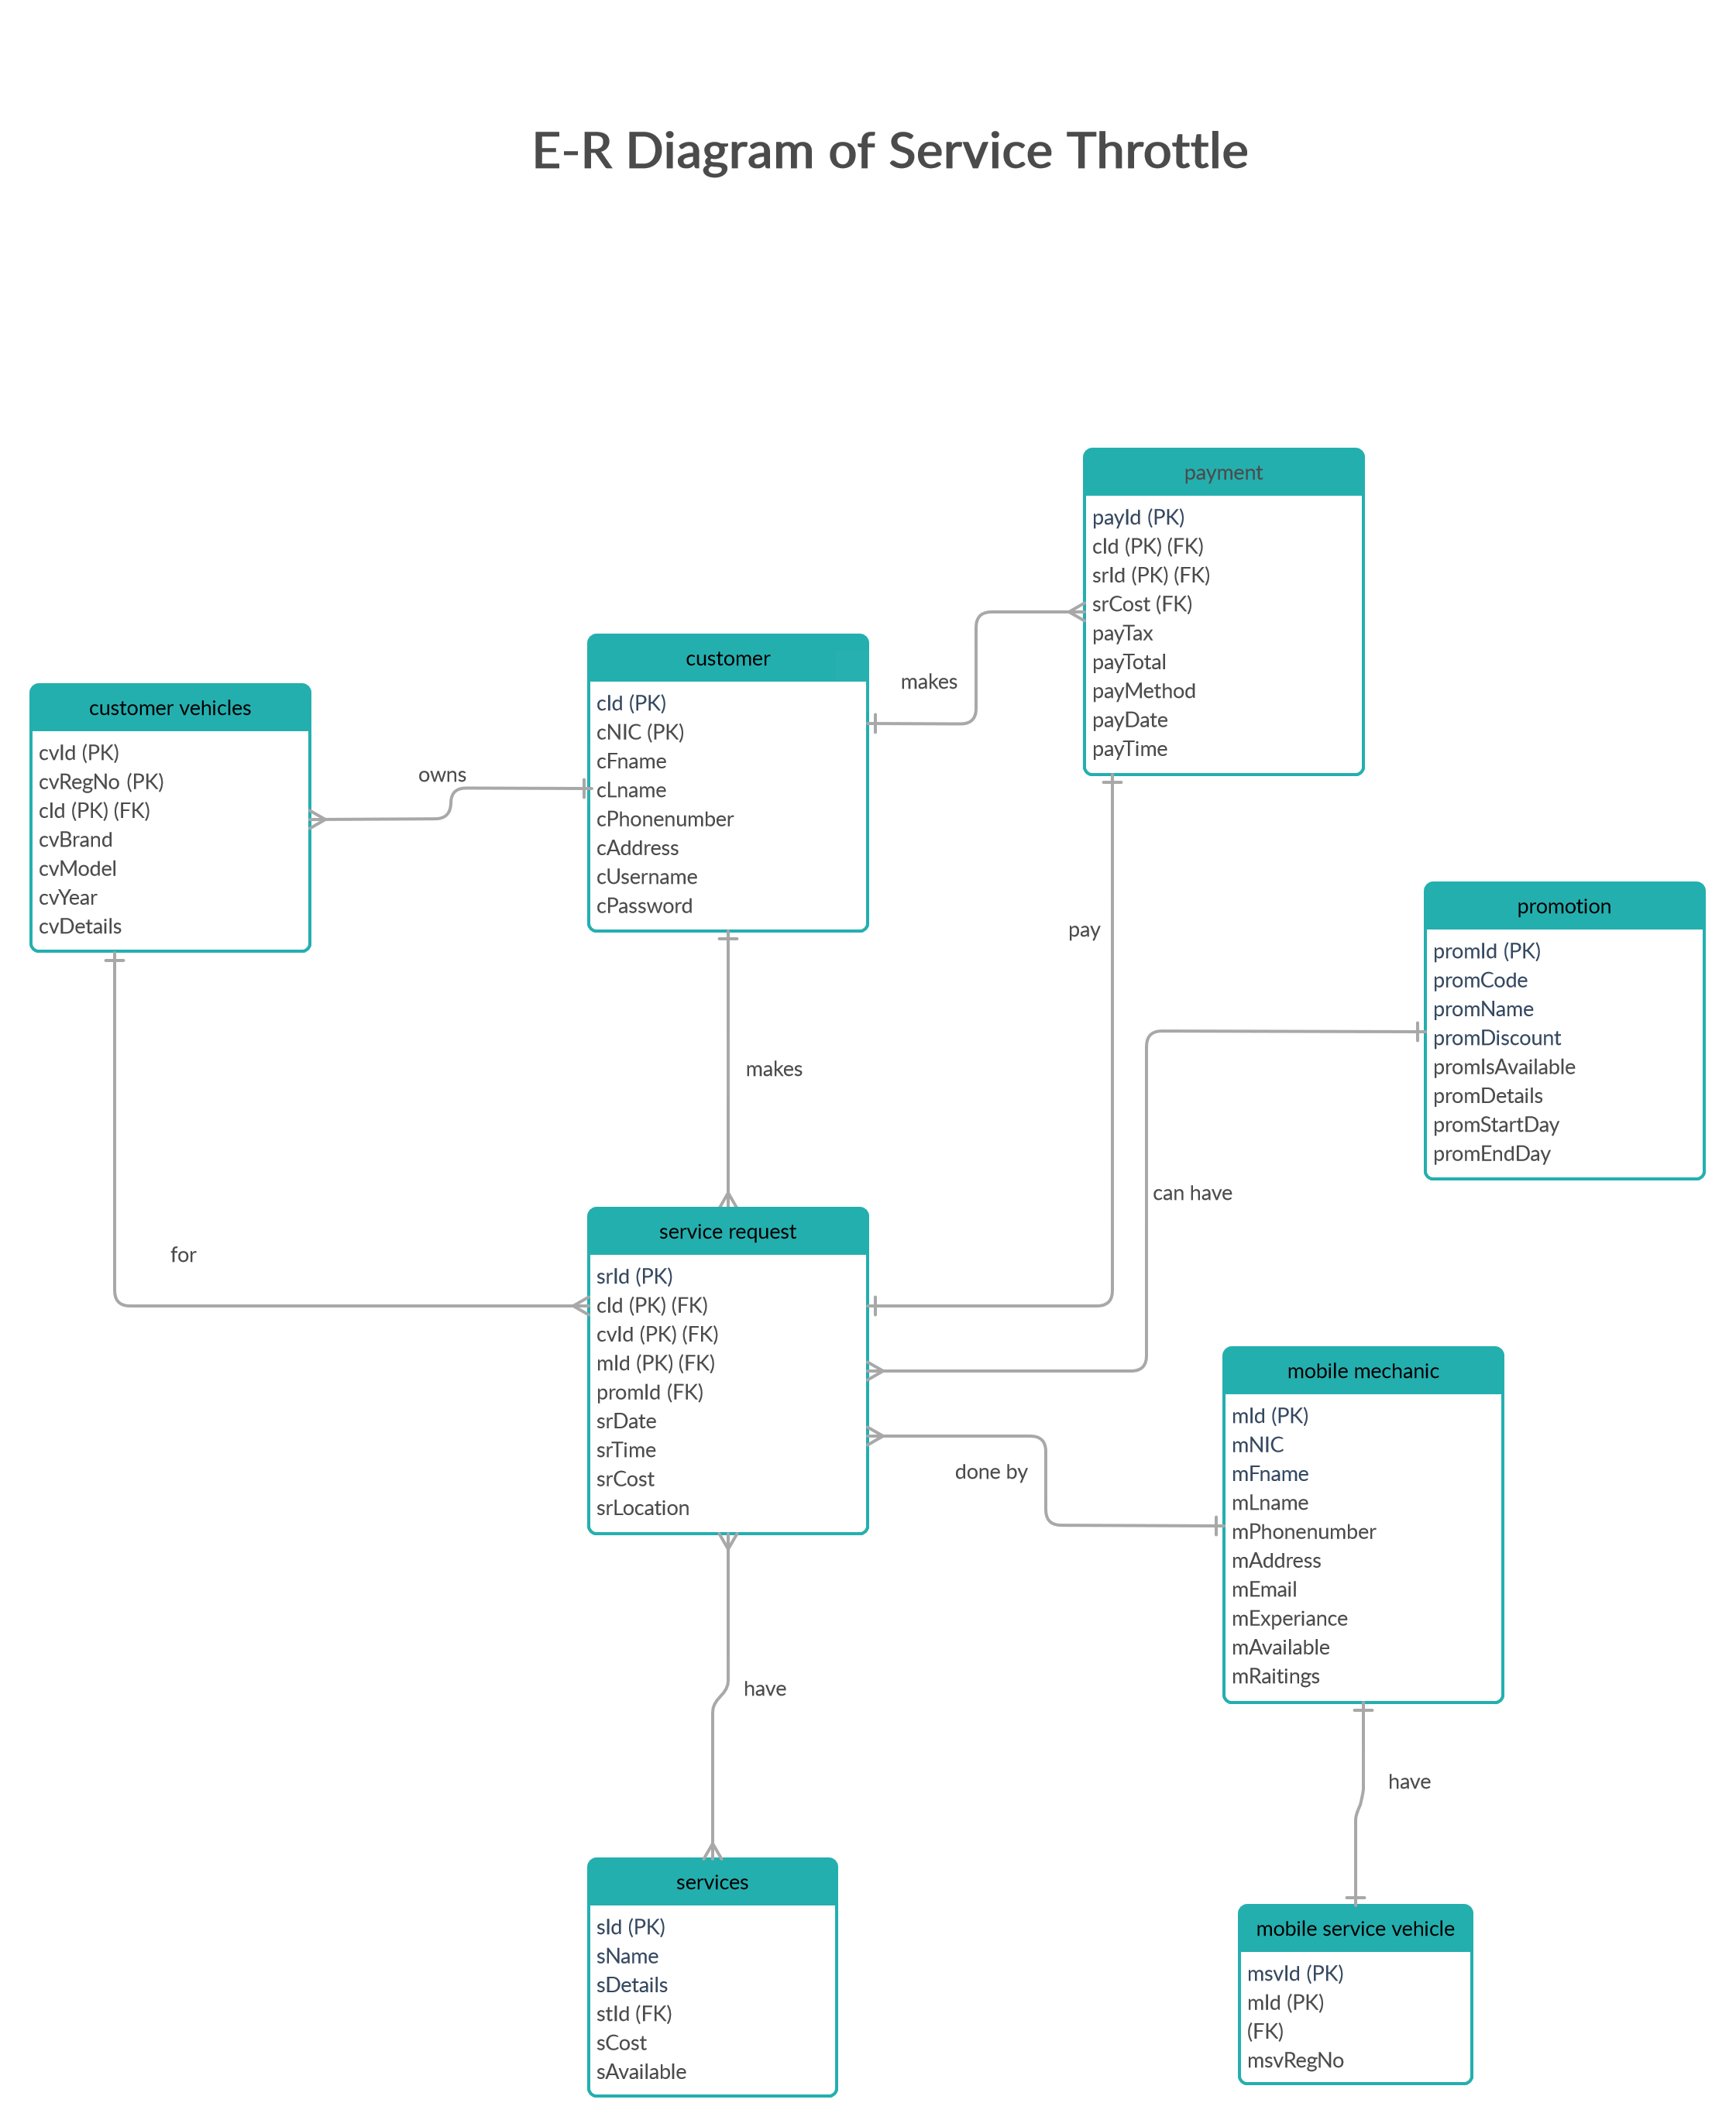 E-R Diagram of Service Throttle
payment
payId (PK)
cId (PK) (FK)
srId (PK) (FK)
srCost (FK)
payTax
payTotal
payMethod
payDate
payTime
customer
cId (PK)
cNIC (PK)
cFname
cLname
cPhonenumber
cAddress
cUsername
cPassword
makes
customer vehicles
cvId (PK)
cvRegNo (PK)
cId (PK) (FK)
cvBrand
cvModel
cvYear
cvDetails
owns
pay
promotion
promId (PK)
promCode
promName
promDiscount
promIsAvailable
promDetails
promStartDay
promEndDay
makes
can have
for
service request
srId (PK)
cId (PK) (FK)
cvId (PK) (FK)
mId (PK) (FK)
promId (FK)
srDate
srTime
srCost
srLocation
done by
mobile mechanic
mId (PK)
mNIC
mFname
mLname
mPhonenumber
mAddress
mEmail
mExperiance
mAvailable
mRaitings
have
have
services
sId (PK)
sName
sDetails
stId (FK)
sCost
sAvailable
mobile service vehicle
msvId (PK)
mId (PK)
(FK)
msvRegNo